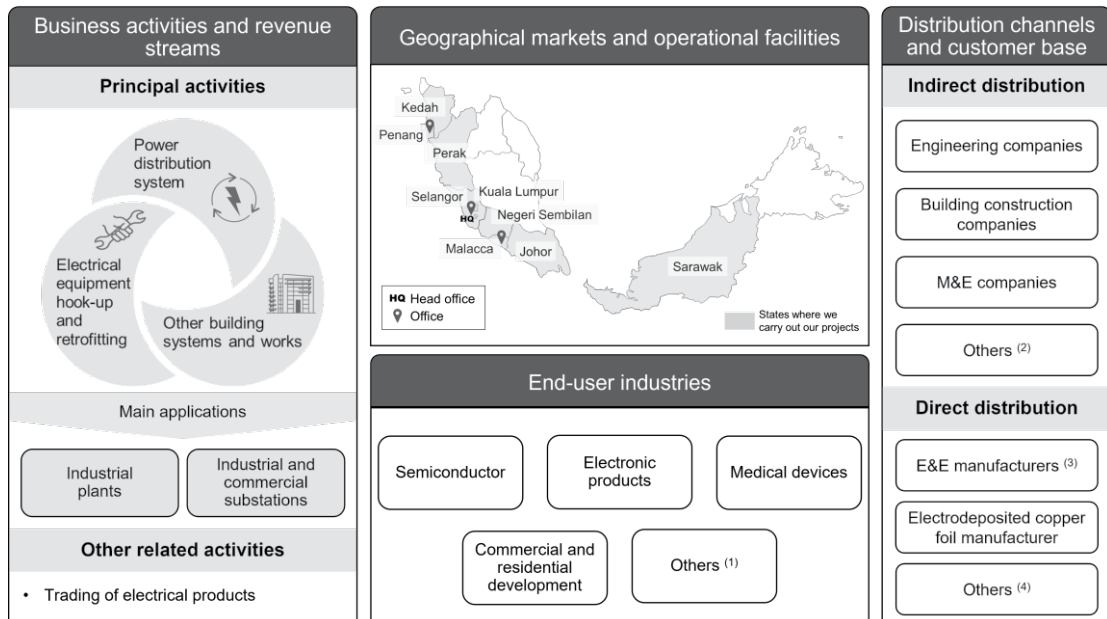 Business activities and revenue
streams
Principal activities
Power
distribution
system
Electrical
equipment
hook-up
and
retrofitting
Other building
systems and works
Main applications
Industrial
plants
Industrial and
commercial
substations
Other related activities
• Trading of electrical products
Geographical markets and operational facilities
Kedah
Penang
Perak
Selangor
Kuala Lumpur
HQ
Negeri Sembilan
Malacca
Johor
Sarawak
HQ Head office
Office
States where we
carry out our projects
End-user industries
Semiconductor
Electronic
products
Medical devices
Commercial and
residential
development
Others (1)
Distribution channels
and customer base
Indirect distribution
Engineering companies
Building construction
companies
M&E companies
Others (2)
Direct distribution
E&E manufacturers (3)
Electrodeposited copper
foil manufacturer
Others (4)